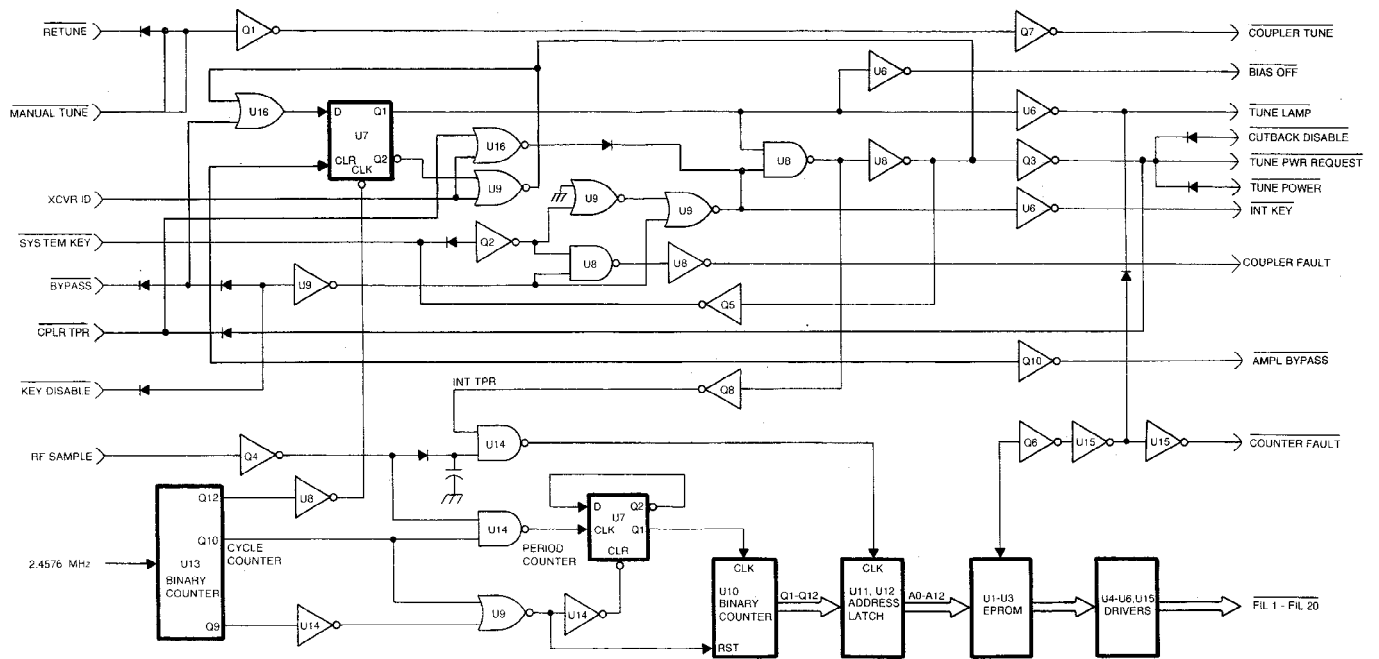 RETUNE
Q1
Q7
COUPLER TUNE
U6
BIAS OFF
MANUAL TUNE
U16
D
Q1
U7
CLR
Q2
CLK
U16
U6
TUNE LAMP
CUTBACK DISABLE
U8
U8
Q3
TUNE PWR REQUEST
TUNE POWER
XCVR ID
U9
U9
U9
U6
INT KEY
SYSTEM KEY
Q2
U8
U8
COUPLER FAULT
BYPASS
U9
Q5
CPLR TPR
Q10
AMPL BYPASS
KEY DISABLE
INT TPR
Q8
RF SAMPLE
Q4
U14
Q6
U15
U15
COUNTER FAULT
Q12
U8
D
Q2
U7
CLK
Q1
CLR
U14
PERIOD
COUNTER
Q10
CYCLE
COUNTER
2.4576 MHz
U13
BINARY
COUNTER
Q9
U14
U9
U14
CLK
U10
BINARY
COUNTER
RST
Q1-Q12
CLK
U11, U12
ADDRESS
LATCH
A0-A12
U1-U3
EPROM
U4-U6, U15
DRIVERS
FIL 1 - FIL 20